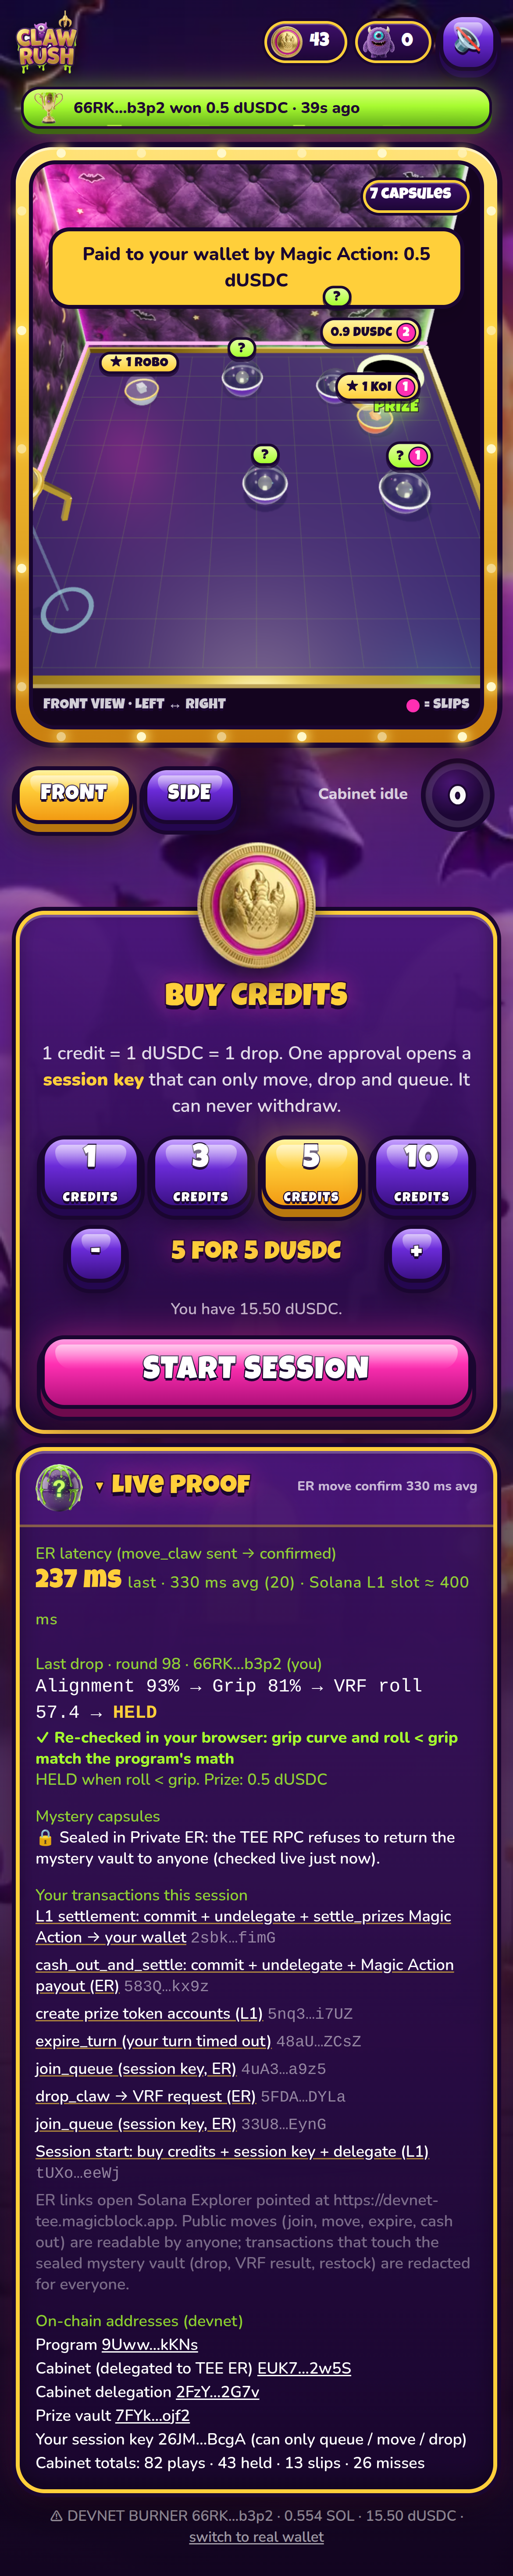 CLAW RUSH
43
0
66RK...b3p2 won 0.5 dUSDC · 39s ago
7 CAPSULES
Paid to your wallet by Magic Action: 0.5
dUSDC
?
0.9 DUSDC 2
?
★ 1 ROBO
★ 1 KOI 1
PRIZE
?
? 1
FRONT VIEW · LEFT ↔ RIGHT
= SLIPS
FRONT
SIDE
Cabinet idle
0
BUY CREDITS
1 credit = 1 dUSDC = 1 drop. One approval opens a
session key that can only move, drop and queue. It
can never withdraw.
1
CREDITS
3
CREDITS
5
CREDITS
10
CREDITS
-
5 FOR 5 DUSDC
+
You have 15.50 dUSDC.
START SESSION
?
▾ LIVE PROOF
ER move confirm 330 ms avg
ER latency (move_claw sent → confirmed)
237 ms last · 330 ms avg (20) · Solana L1 slot ≈ 400
ms
Last drop · round 98 · 66RK...b3p2 (you)
Alignment 93% → Grip 81% → VRF roll
57.4 → HELD
✓ Re-checked in your browser: grip curve and roll < grip
match the program's math
HELD when roll < grip. Prize: 0.5 dUSDC
Mystery capsules
🔒 Sealed in Private ER: the TEE RPC refuses to return the
mystery vault to anyone (checked live just now).
Your transactions this session
L1 settlement: commit + undelegate + settle_prizes Magic
Action → your wallet 2sbk…fimG
cash_out_and_settle: commit + undelegate + Magic Action
payout (ER) 583Q…kx9z
create prize token accounts (L1) 5nq3…i7UZ
expire_turn (your turn timed out) 48aU…ZCsZ
join_queue (session key, ER) 4uA3…a9z5
drop_claw → VRF request (ER) 5FDA…DYLa
join_queue (session key, ER) 33U8…EynG
Session start: buy credits + session key + delegate (L1)
tUXo…eeWj
ER links open Solana Explorer pointed at https://devnet-
tee.magicblock.app. Public moves (join, move, expire, cash
out) are readable by anyone; transactions that touch the
sealed mystery vault (drop, VRF result, restock) are redacted
for everyone.
On-chain addresses (devnet)
Program 9Uww...kKNs
Cabinet (delegated to TEE ER) EUK7...2w5S
Cabinet delegation 2FzY...2G7v
Prize vault 7FYk...ojf2
Your session key 26JM...BcgA (can only queue / move / drop)
Cabinet totals: 82 plays · 43 held · 13 slips · 26 misses
⚠ DEVNET BURNER 66RK...b3p2 · 0.554 SOL · 15.50 dUSDC ·
switch to real wallet